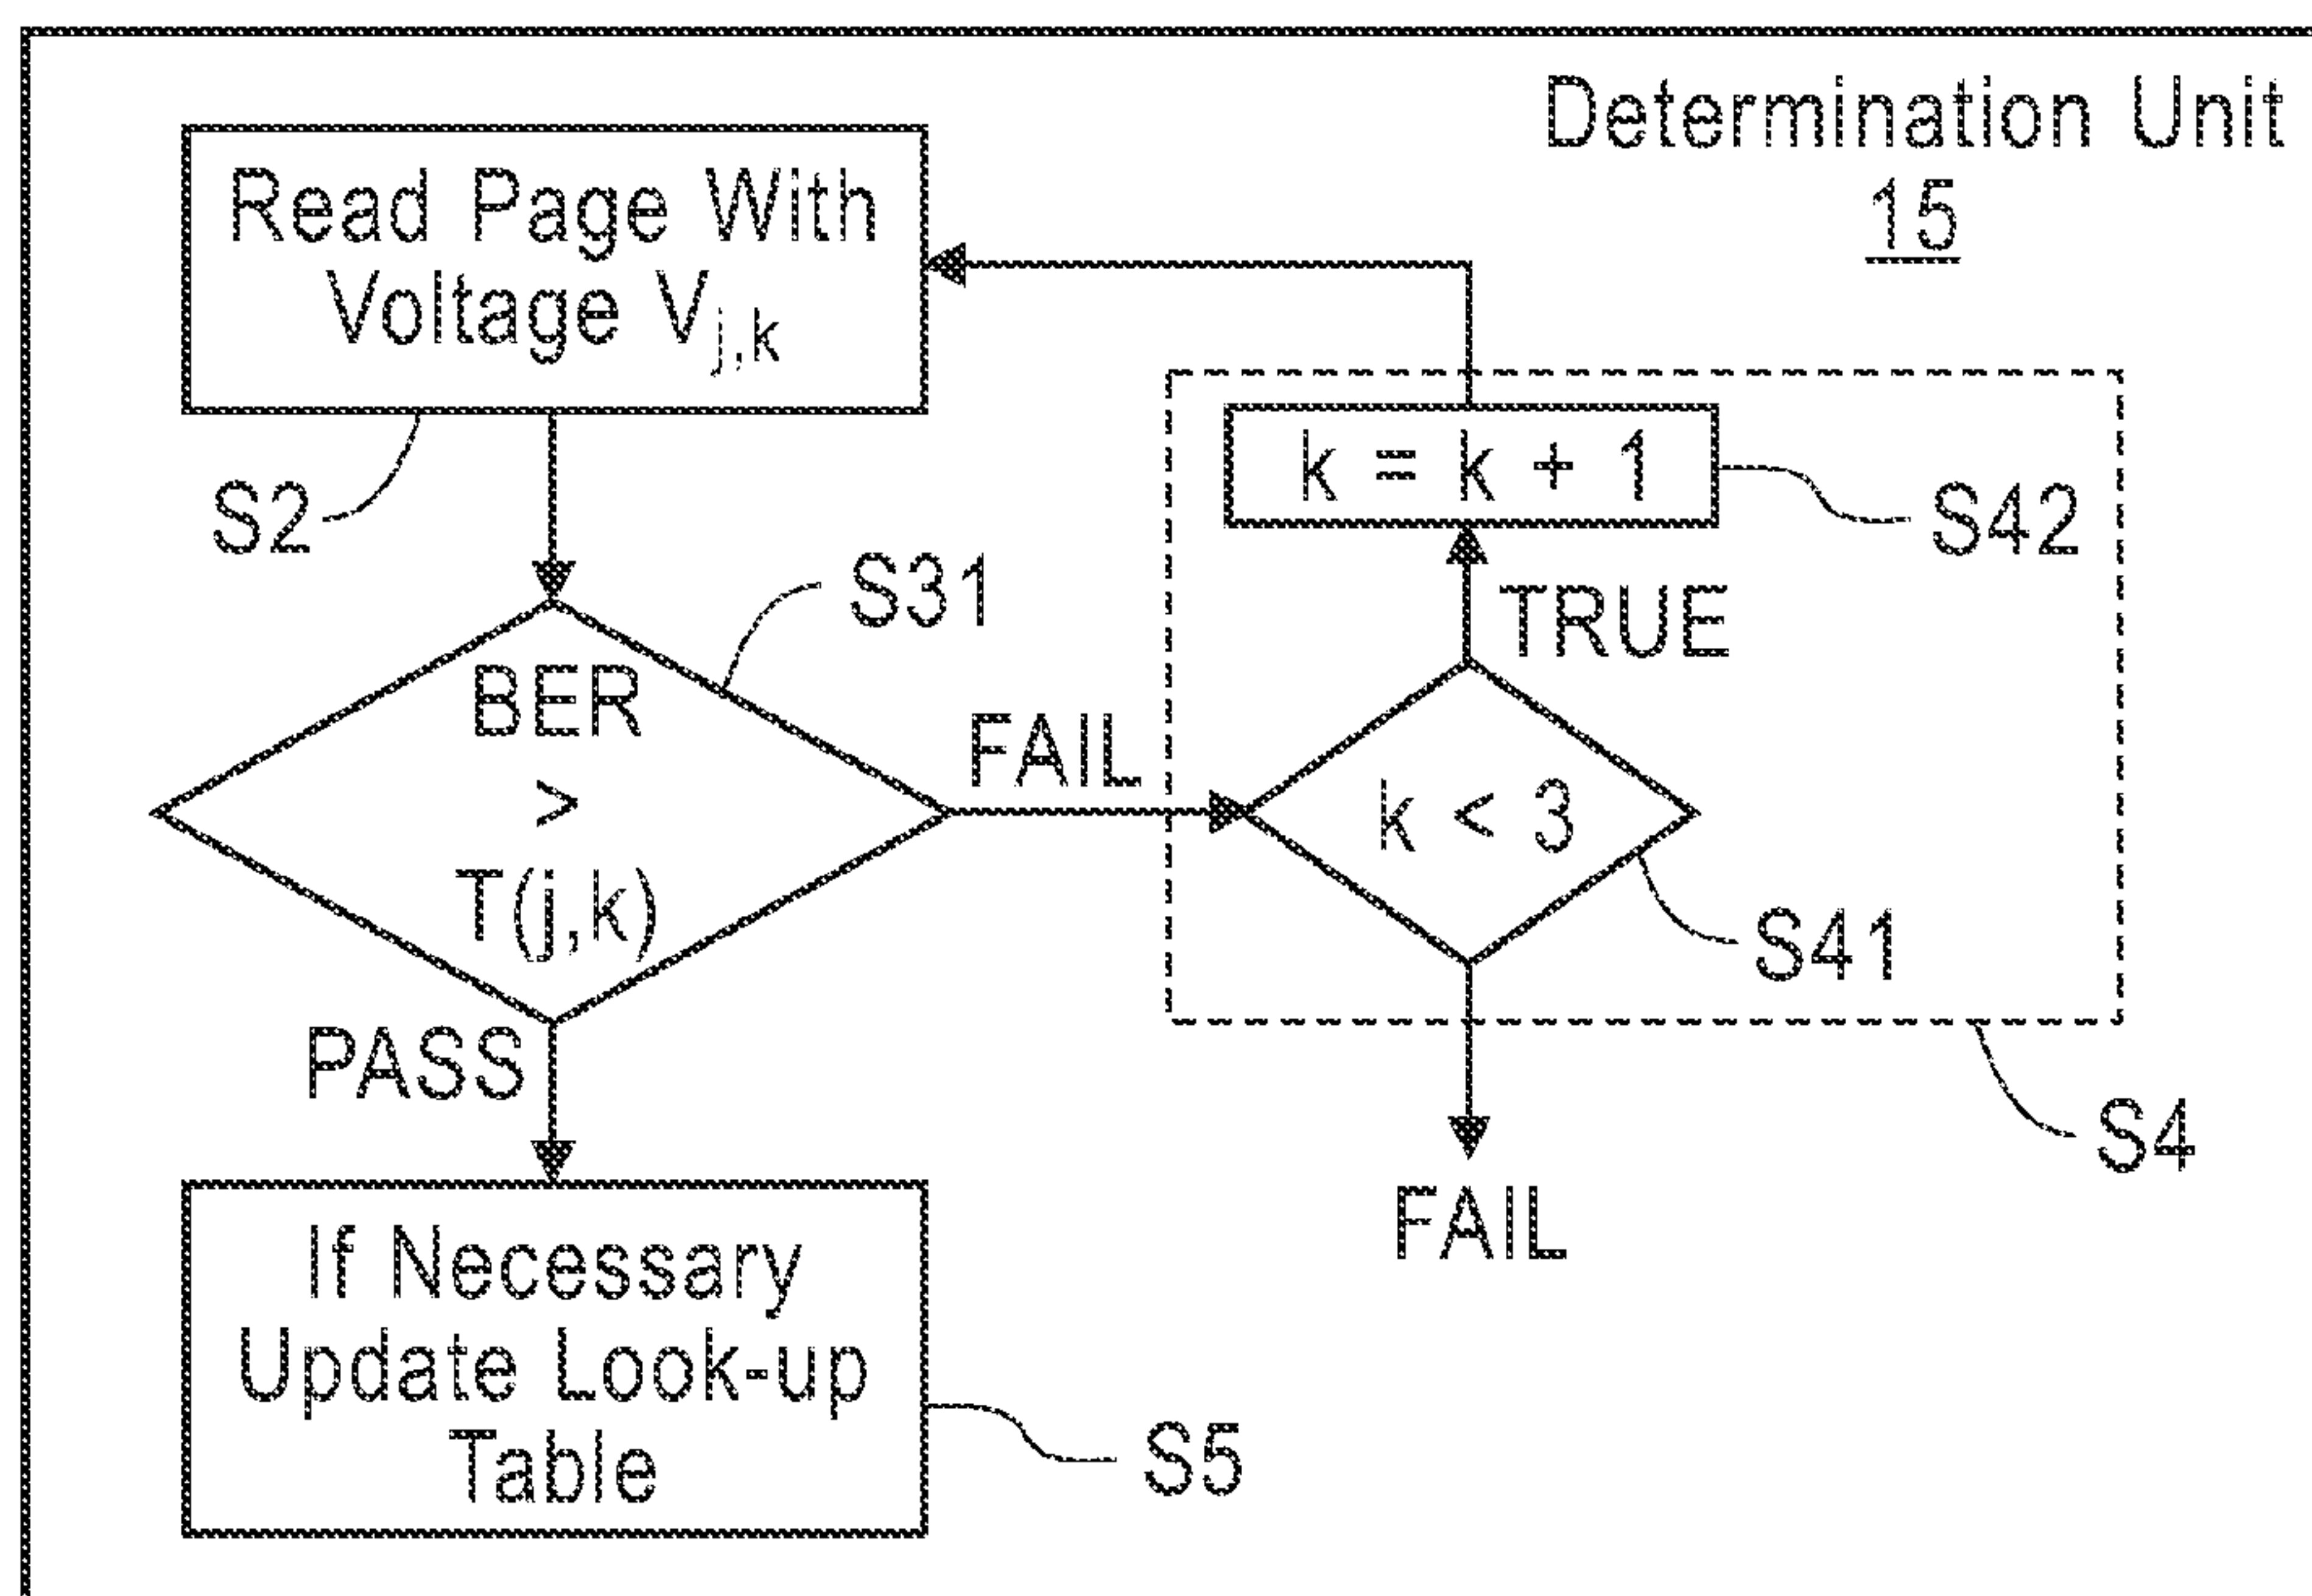 Determination Unit
15
Read Page With
Voltage Vj,k
S2
k = k + 1
S42
S31
TRUE
BER
>
T(j,k)
FAIL
k < 3
S41
PASS
S4
FAIL
If Necessary
Update Look-up
Table
S5